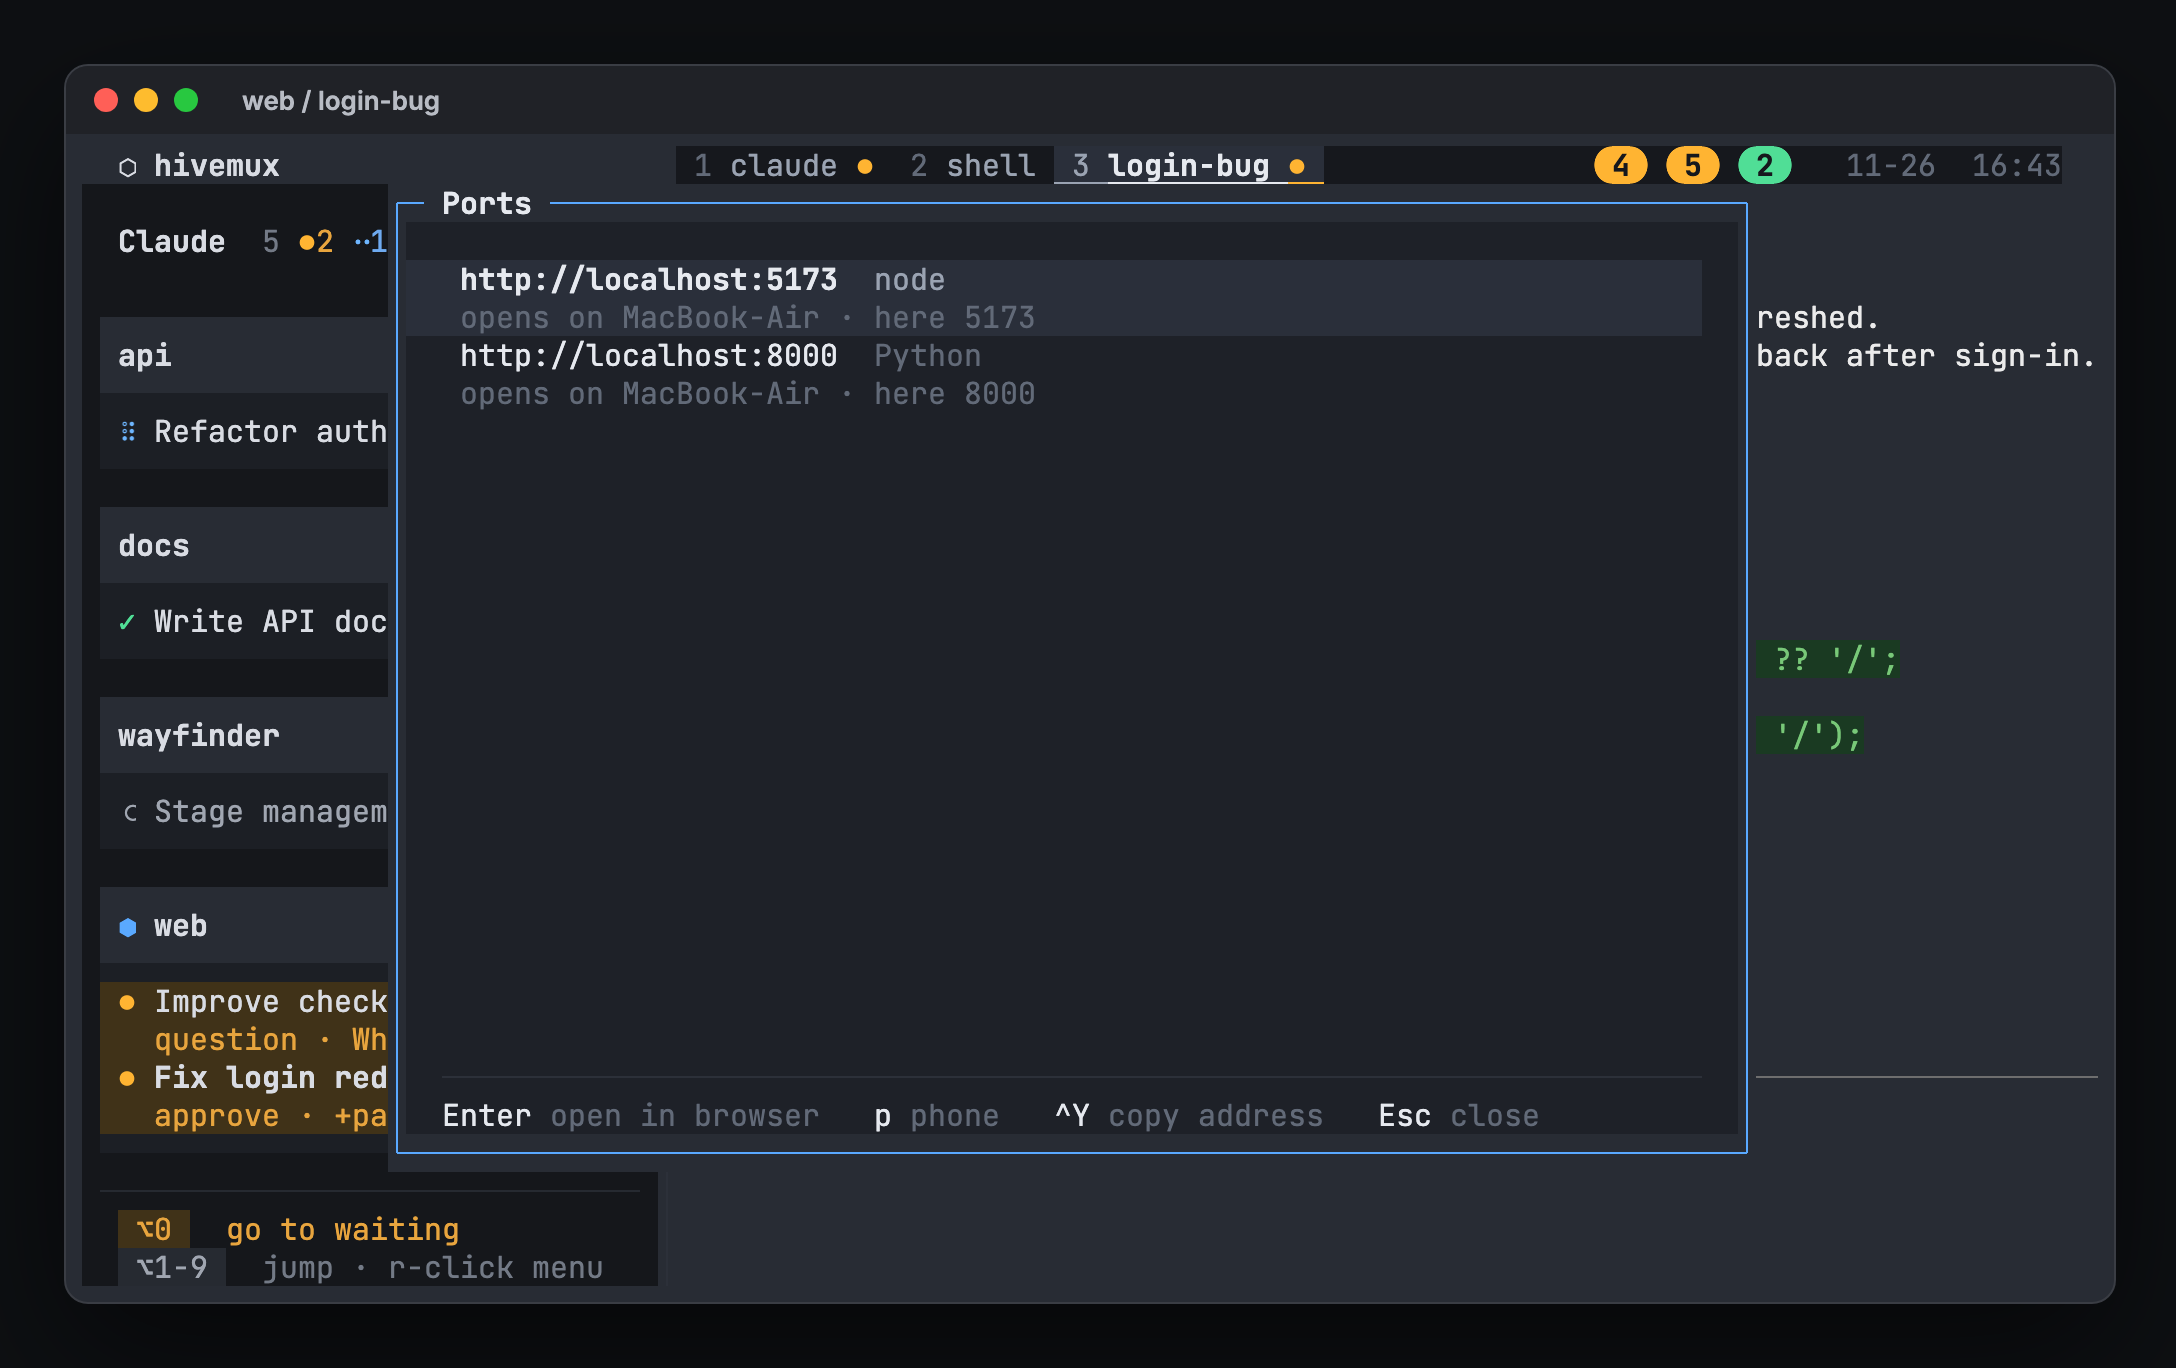 web / login-bug
hivemux
1 claude ● 2 shell 3 login-bug ●
4 5 2 11-26 16:43
Claude 5 ●2 ··1
api
Refactor auth
docs
✓ Write API doc
wayfinder
Stage managem
web
● Improve check
question · Wh
● Fix login red
approve · +pa
⌥0 go to waiting
⌥1-9 jump · r-click menu
Ports
http://localhost:5173 node
opens on MacBook-Air · here 5173
http://localhost:8000 Python
opens on MacBook-Air · here 8000
Enter open in browser p phone ^Y copy address Esc close
reshed.
back after sign-in.
?? '/';
'/');